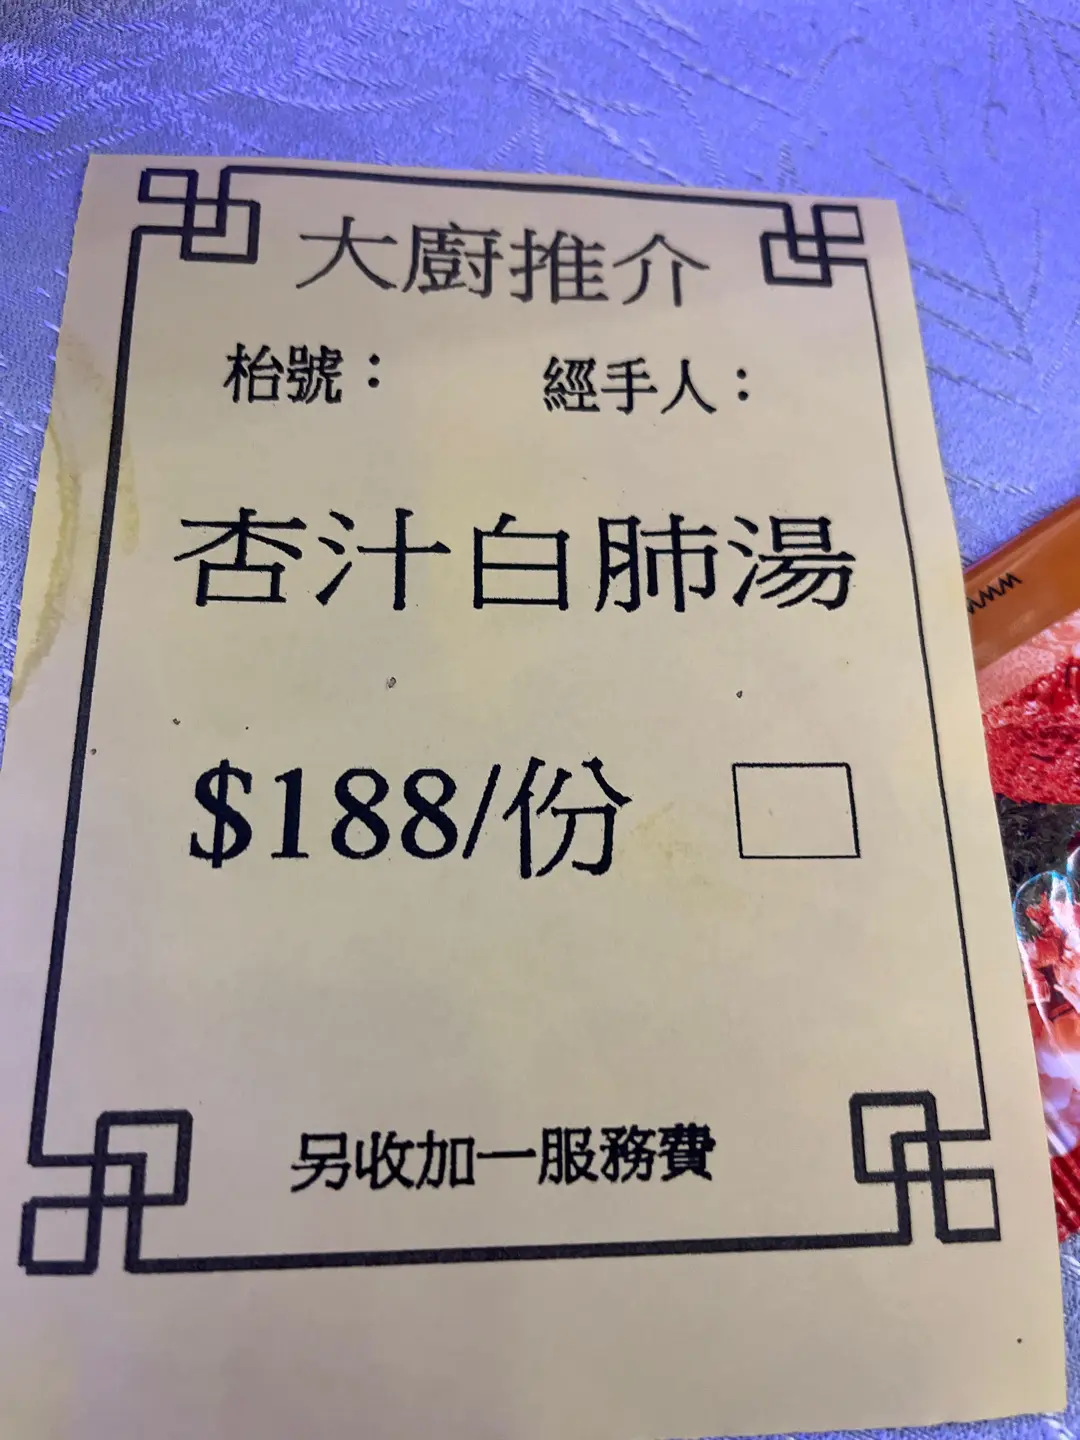 大廚推介
枱號： 經手人：
杏汁白肺湯
$188/份
另收加一服務費